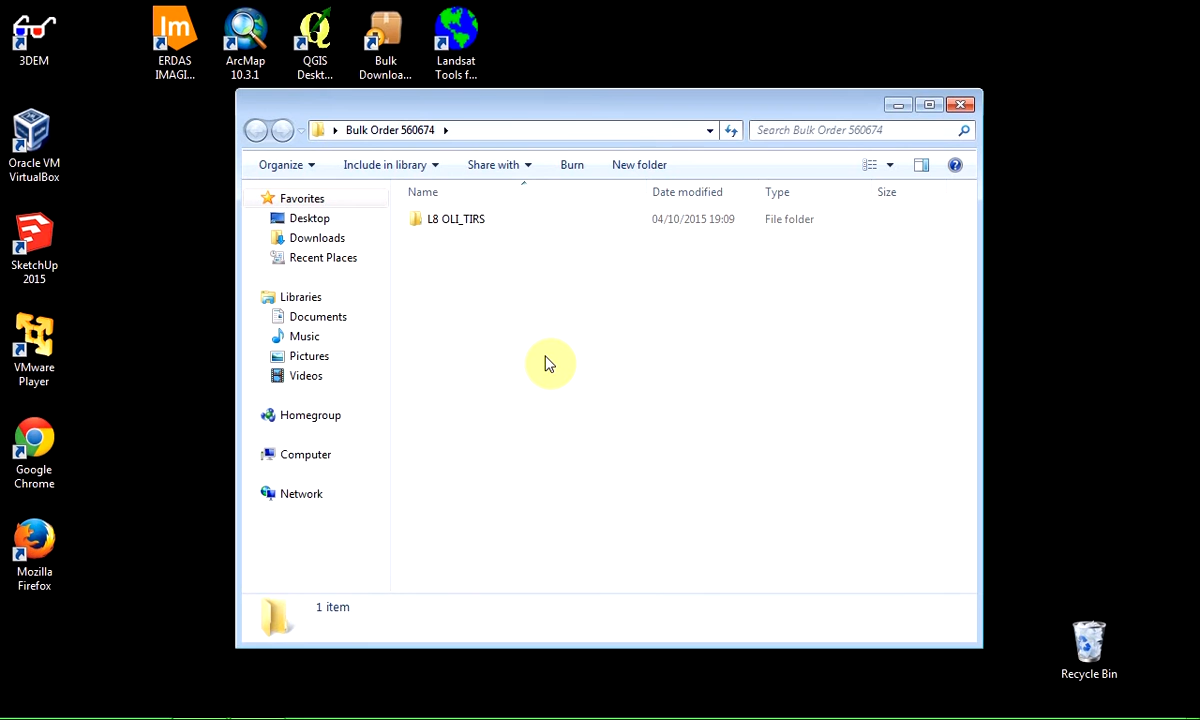 3DEM
ERDAS
IMAGI...
ArcMap
10.3.1
QGIS
Deskt...
Bulk
Downloa...
Landsat
Tools f...
Im
Bulk Order 560674
Search Bulk Order 560674
Organize
Include in library
Share with
Burn
New folder
Favorites
Desktop
Downloads
Recent Places
Libraries
Documents
Music
Pictures
Videos
Homegroup
Computer
Network
Name
Date modified
Type
Size
L8 OLI_TIRS
04/10/2015 19:09
File folder
1 item
Oracle VM
VirtualBox
SketchUp
2015
VMware
Player
Google
Chrome
Mozilla
Firefox
Recycle Bin